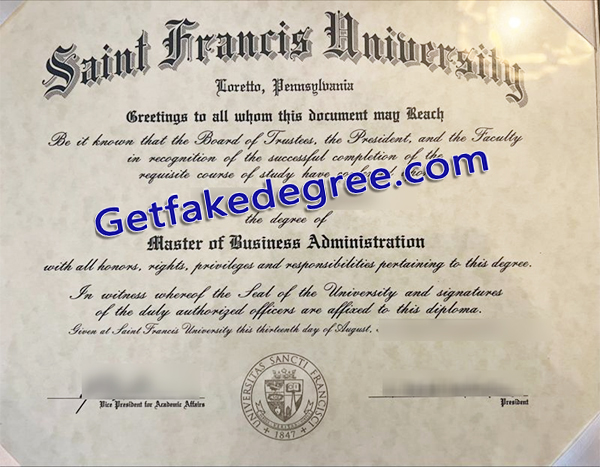 Saint Francis University
Loretto, Pennsylvania
Greetings to all whom this document may Reach
Be it known that the Board of Trustees, the President, and the Faculty
in recognition of the successful completion of the
requisite course of study have
Getfakedegree.com
the degree of
Master of Business Administration
with all honors, rights, privileges and responsibilities pertaining to this degree.
In witness whereof the Seal of the University and signatures
of the duly authorized officers are affixed to this diploma.
Given at Saint Francis University this thirteenth day of August,
Vice President for Academic Affairs
President
UNIVERSITAS SANCTI FRANCISCI
1847